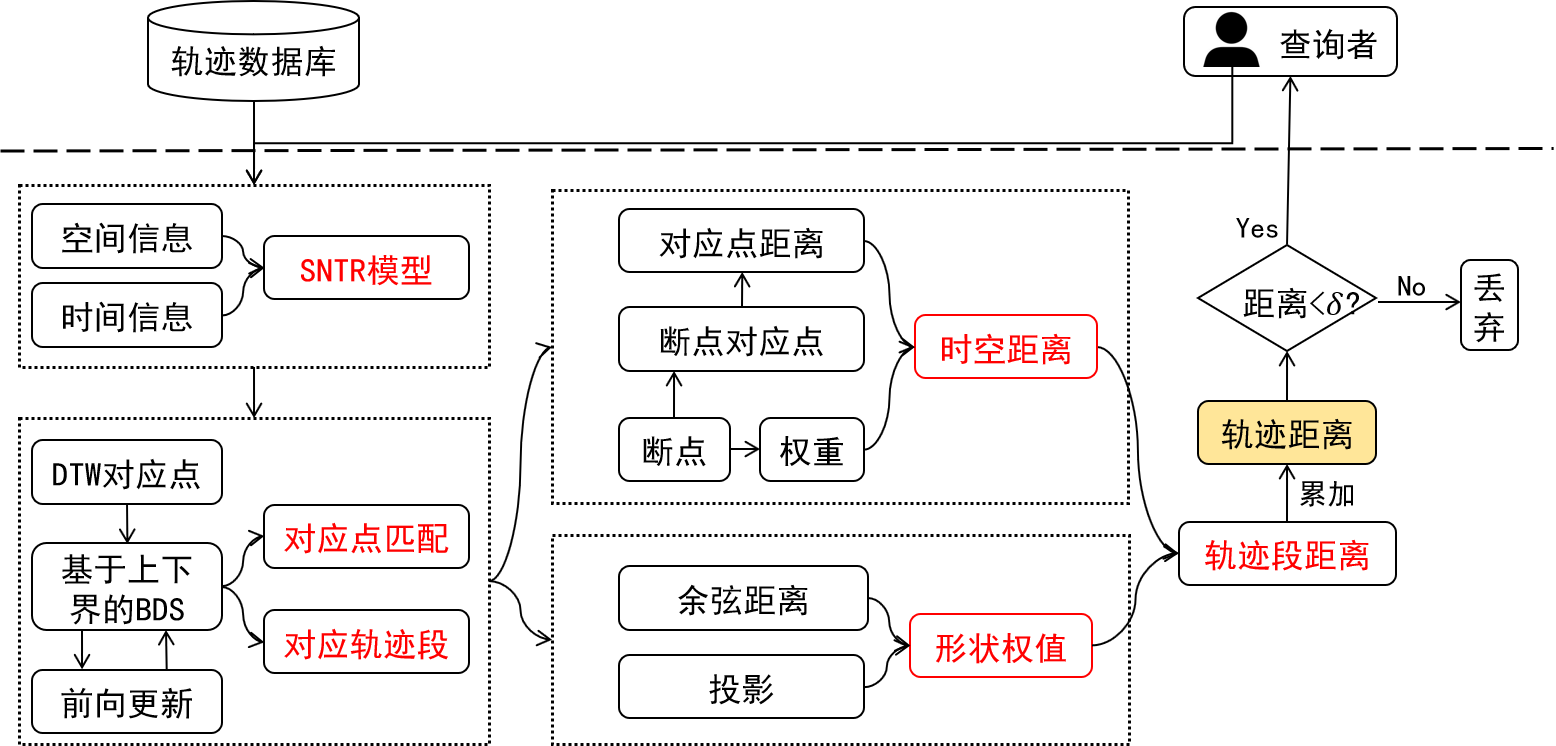 轨迹数据库
查询者
空间信息
时间信息
SNTR模型
DTW对应点
基于上下
界的BDS
前向更新
对应点匹配
对应轨迹段
对应点距离
断点对应点
断点
权重
时空距离
余弦距离
投影
形状权值
Yes
距离<δ?
No
丢
弃
轨迹距离
累加
轨迹段距离